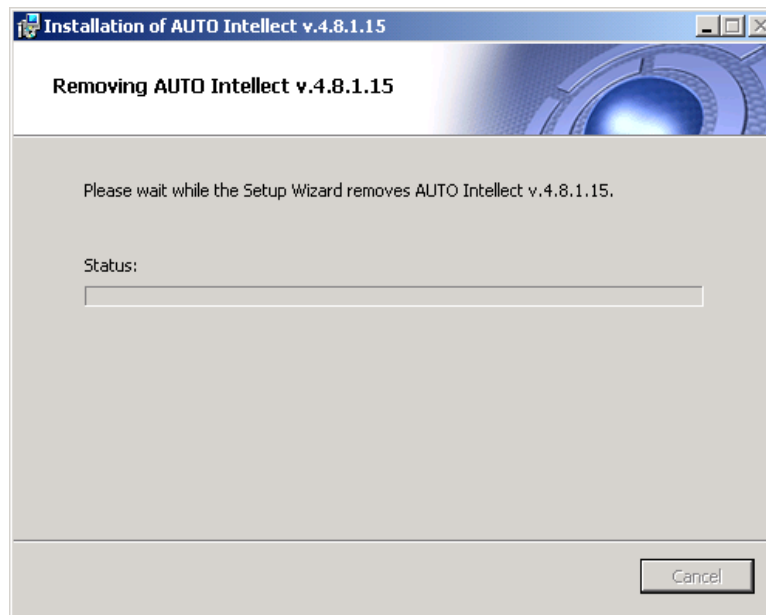 Installation of AUTO Intellect v.4.8.1.15
Removing AUTO Intellect v.4.8.1.15
Please wait while the Setup Wizard removes AUTO Intellect v.4.8.1.15.
Status:
Cancel